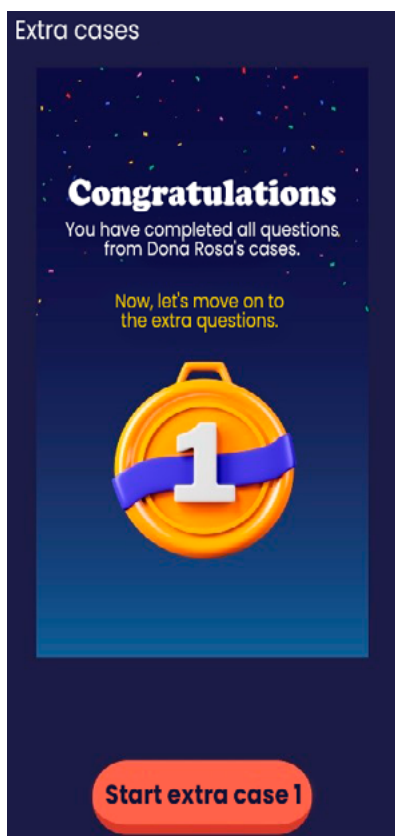 Extra cases
Congratulations
You have completed all questions
from Dona Rosa's cases.
Now, let's move on to
the extra questions.
1
Start extra case 1